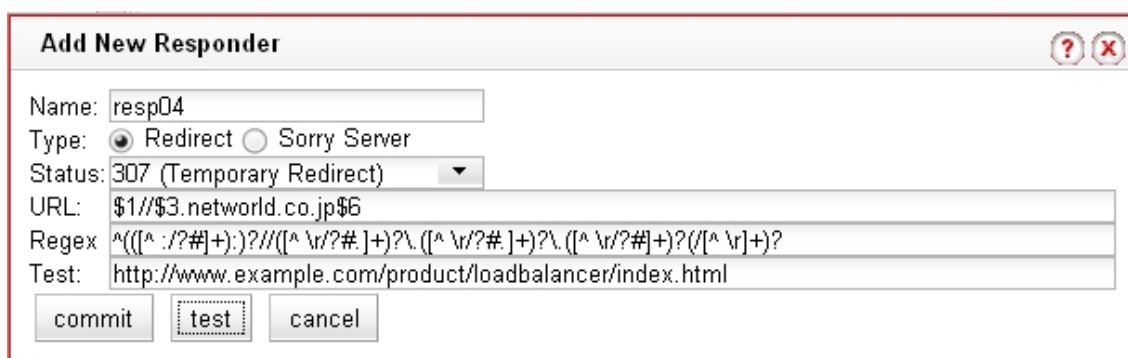 Add New Responder
Name: resp04
Type: Redirect Sorry Server
Status: 307 (Temporary Redirect)
URL: $1//$3.networld.co.jp$6
Regex ^(([^ :/?#]+):)?//([^ \r/?#.]+)?\.([^ \r/?#.]+)?\.([^ \r/?#]+)?(/[^ \r]+)?
Test: http://www.example.com/product/loadbalancer/index.html
commit test cancel